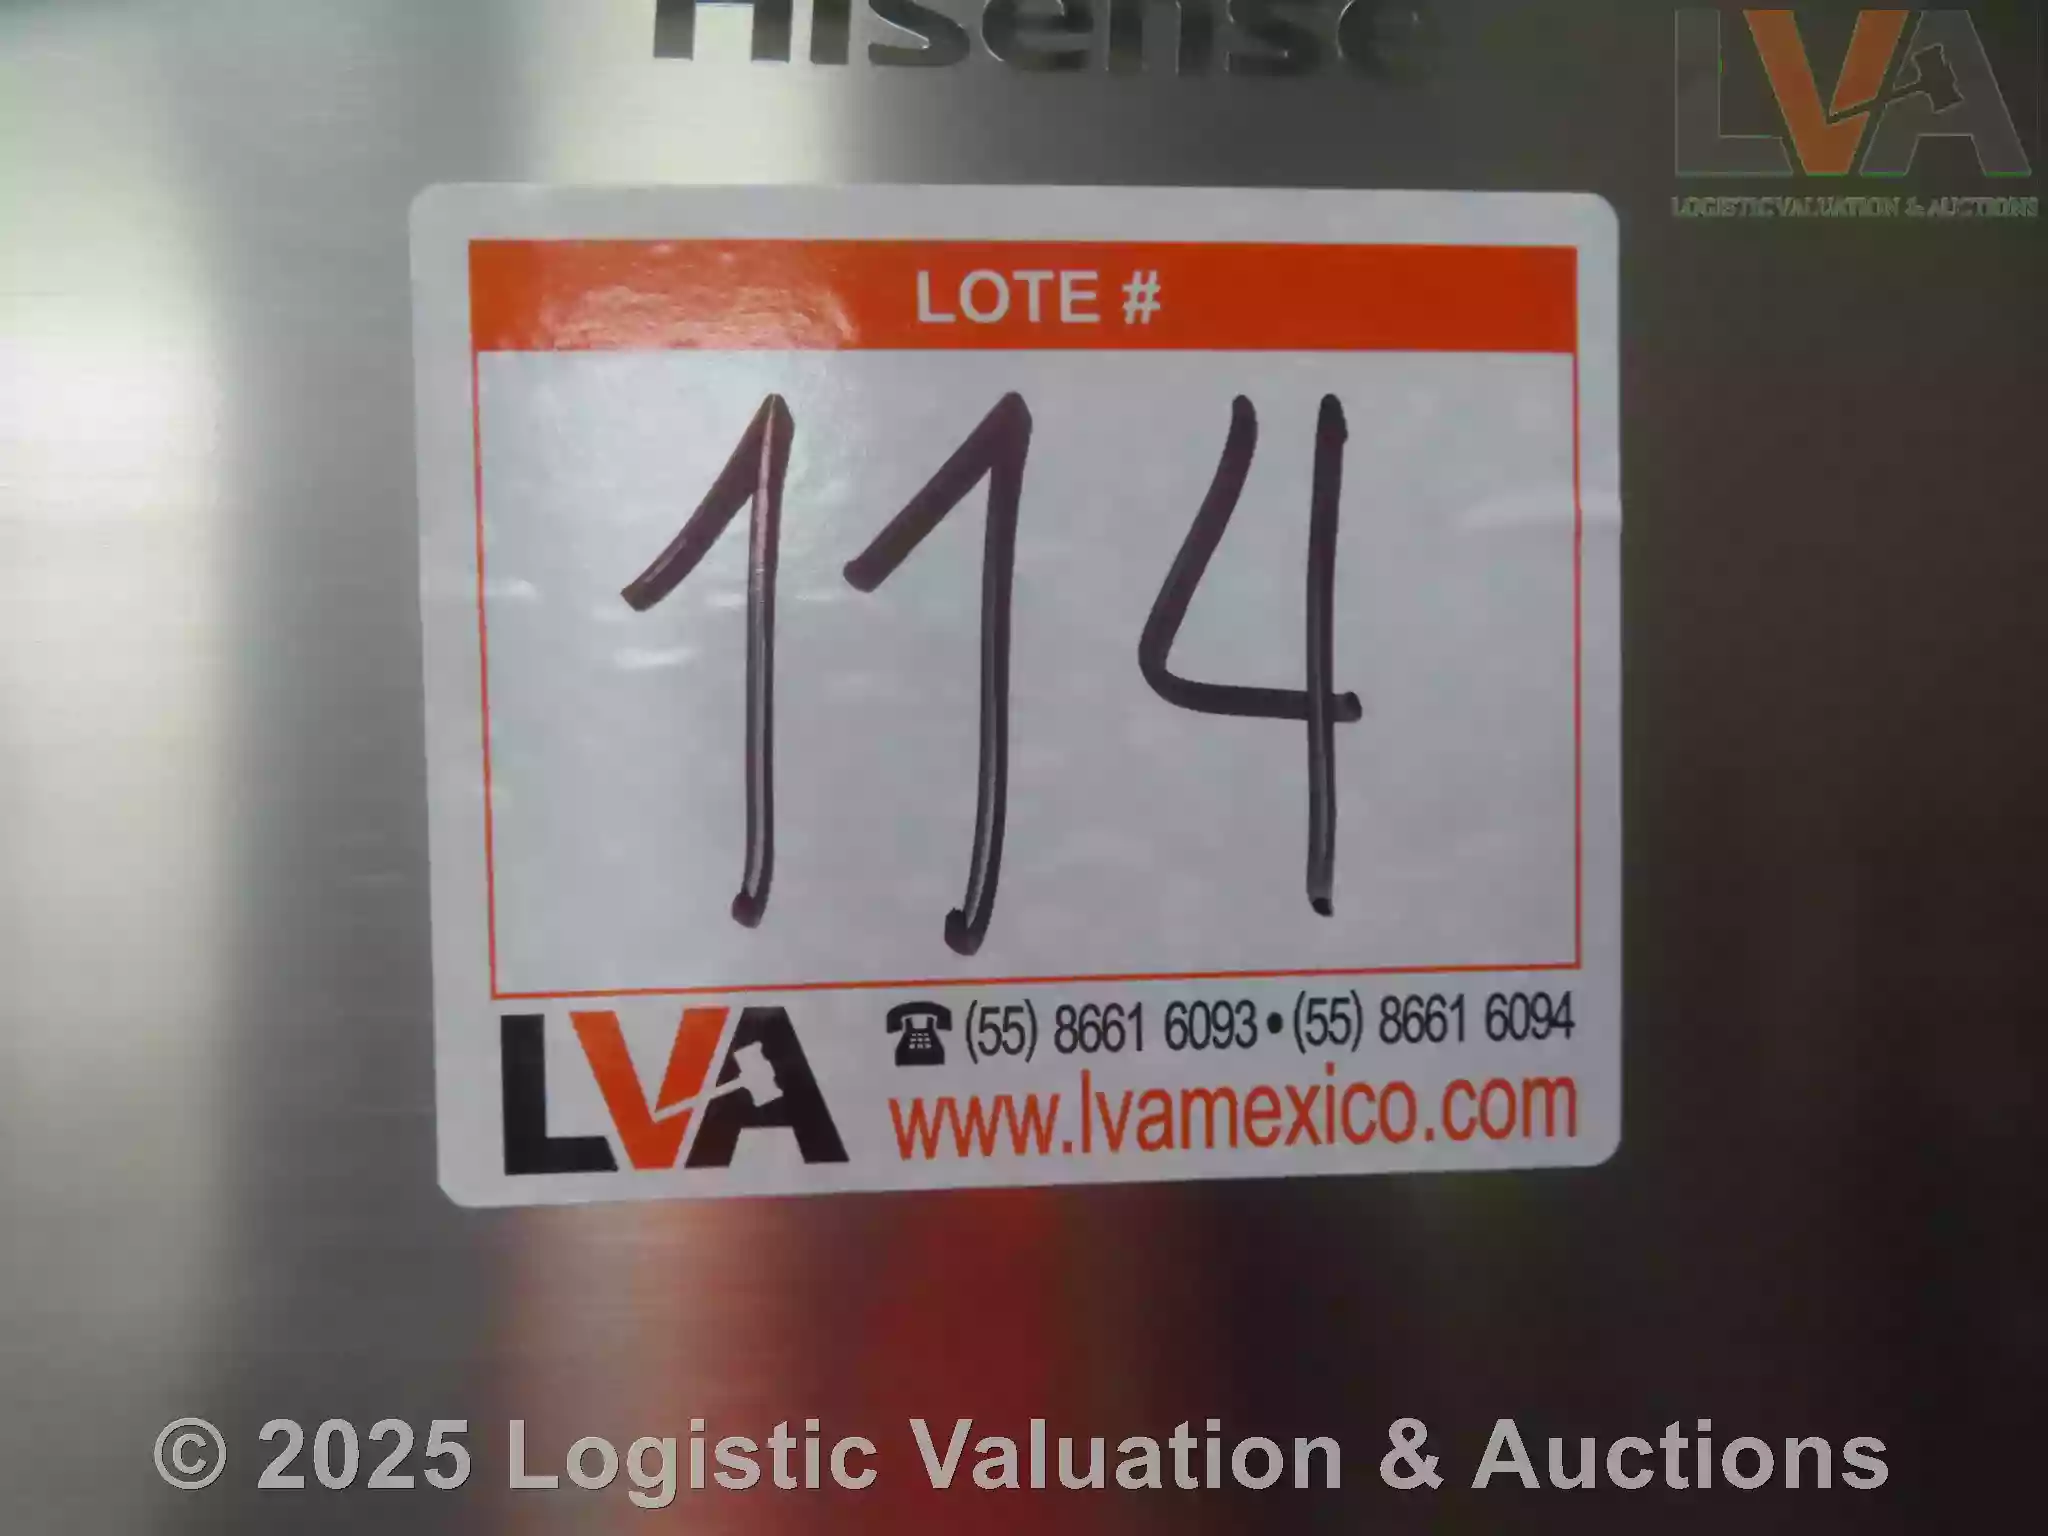 Hisense
LVA
LOGISTIC VALUATION & AUCTIONS
LOTE #
114
LVA
(55) 8661 6093 • (55) 8661 6094
www.lvamexico.com
© 2025 Logistic Valuation & Auctions